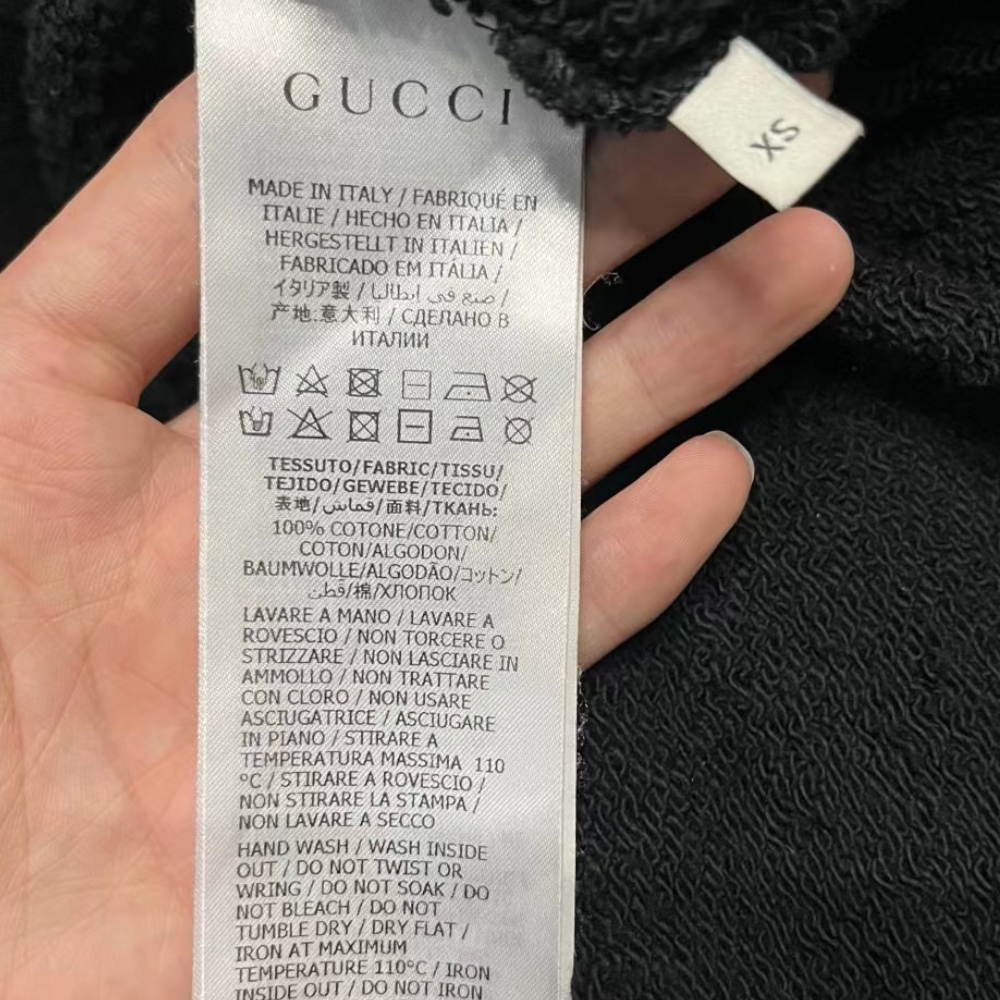 GUCCI
XS
MADE IN ITALY / FABRIQUÉ EN
ITALIE / HECHO EN ITALIA /
HERGESTELLT IN ITALIEN /
FABRICADO EM ITÁLIA /
イタリア製 / صنع في إيطاليا /
产地:意大利 / СДЕЛАНО В
ИТАЛИИ
TESSUTO/FABRIC/TISSU/
TEJIDO/GEWEBE/TECIDO/
表地/قماش/面料/ТКАНЬ:
100% COTONE/COTTON/
COTON/ALGODON/
BAUMWOLLE/ALGODÃO/コットン/
قطن/棉/ХЛОПОК
LAVARE A MANO / LAVARE A
ROVESCIO / NON TORCERE O
STRIZZARE / NON LASCIARE IN
AMMOLLO / NON TRATTARE
CON CLORO / NON USARE
ASCIUGATRICE / ASCIUGARE
IN PIANO / STIRARE A
TEMPERATURA MASSIMA 110
°C / STIRARE A ROVESCIO /
NON STIRARE LA STAMPA /
NON LAVARE A SECCO
HAND WASH / WASH INSIDE
OUT / DO NOT TWIST OR
WRING / DO NOT SOAK / DO
NOT BLEACH / DO NOT
TUMBLE DRY / DRY FLAT /
IRON AT MAXIMUM
TEMPERATURE 110°C / IRON
INSIDE OUT / DO NOT IRON